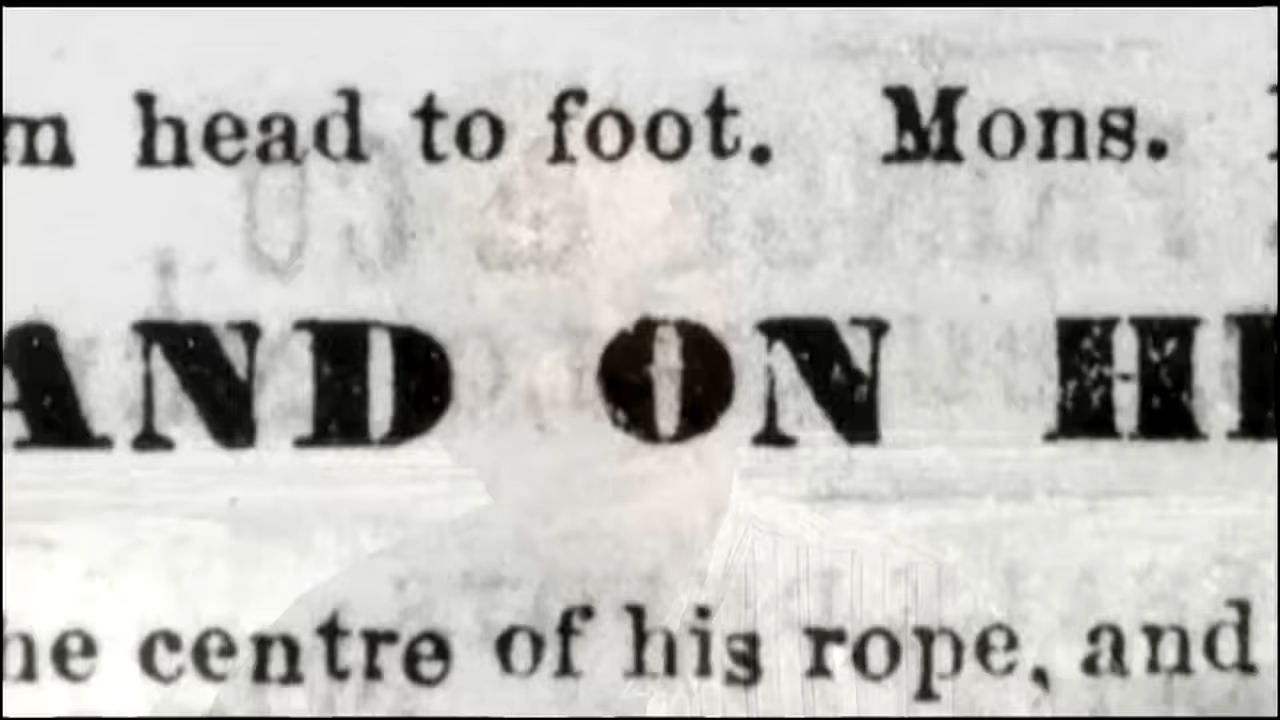 m head to foot. Mons.
AND ON H
he centre of his rope, and